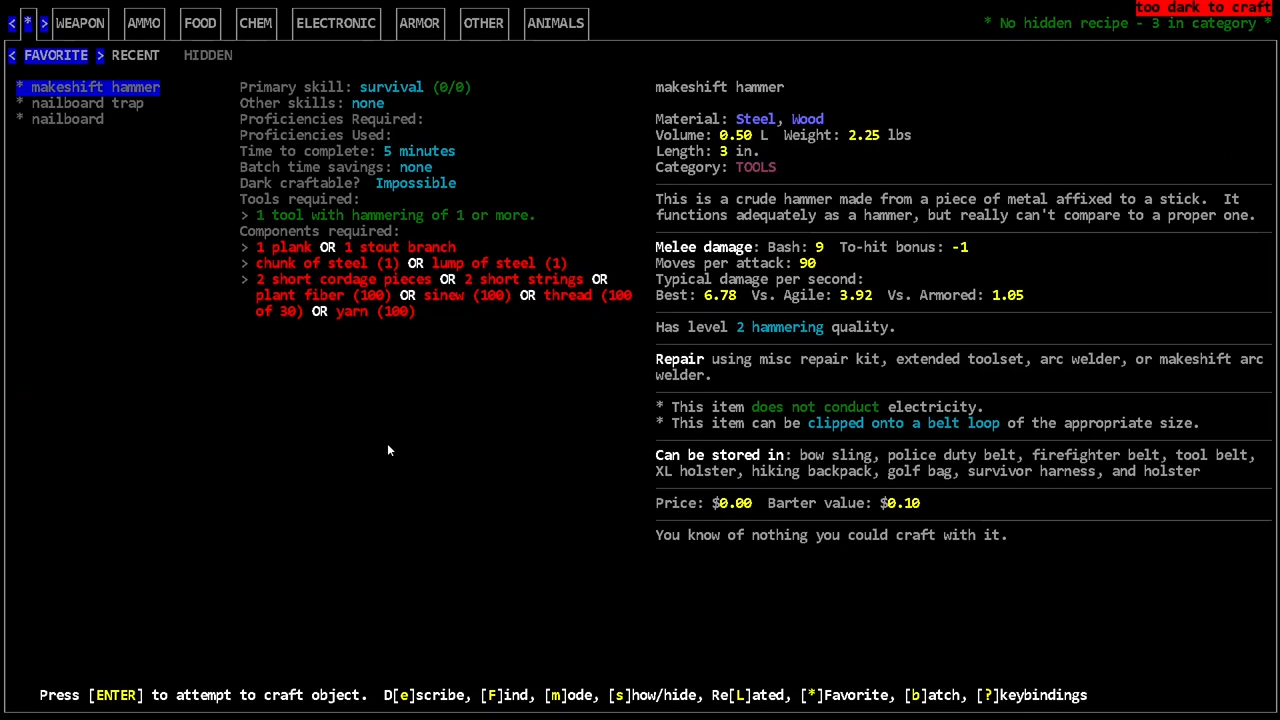 too dark to craft
< * > WEAPON AMMO FOOD CHEM ELECTRONIC ARMOR OTHER ANIMALS * No hidden recipe - 3 in category *
< FAVORITE > RECENT HIDDEN
* makeshift hammer
* nailboard trap
* nailboard
Primary skill: survival (0/0)
Other skills: none
Proficiencies Required:
Proficiencies Used:
Time to complete: 5 minutes
Batch time savings: none
Dark craftable? Impossible
Tools required:
> 1 tool with hammering of 1 or more.
Components required:
> 1 plank OR 1 stout branch
> chunk of steel (1) OR lump of steel (1)
> 2 short cordage pieces OR 2 short strings OR
plant fiber (100) OR sinew (100) OR thread (100
of 30) OR yarn (100)
makeshift hammer
Material: Steel, Wood
Volume: 0.50 L Weight: 2.25 lbs
Length: 3 in.
Category: TOOLS
This is a crude hammer made from a piece of metal affixed to a stick. It
functions adequately as a hammer, but really can't compare to a proper one.
Melee damage: Bash: 9 To-hit bonus: -1
Moves per attack: 90
Typical damage per second:
Best: 6.78 Vs. Agile: 3.92 Vs. Armored: 1.05
Has level 2 hammering quality.
Repair using misc repair kit, extended toolset, arc welder, or makeshift arc
welder.
* This item does not conduct electricity.
* This item can be clipped onto a belt loop of the appropriate size.
Can be stored in: bow sling, police duty belt, firefighter belt, tool belt,
XL holster, hiking backpack, golf bag, survivor harness, and holster
Price: $0.00 Barter value: $0.10
You know of nothing you could craft with it.
Press [ENTER] to attempt to craft object. D[e]scribe, [F]ind, [m]ode, [s]how/hide, Re[L]ated, [*]Favorite, [b]atch, [?]keybindings